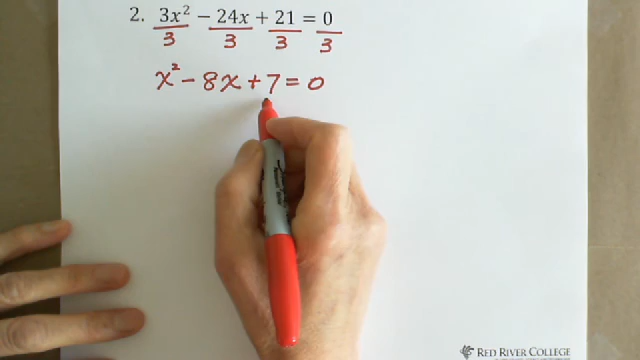 2. 3x² − 24x + 21 = 0
3 3 3 3
x² − 8x + 7 = 0
RED RIVER COLLEGE